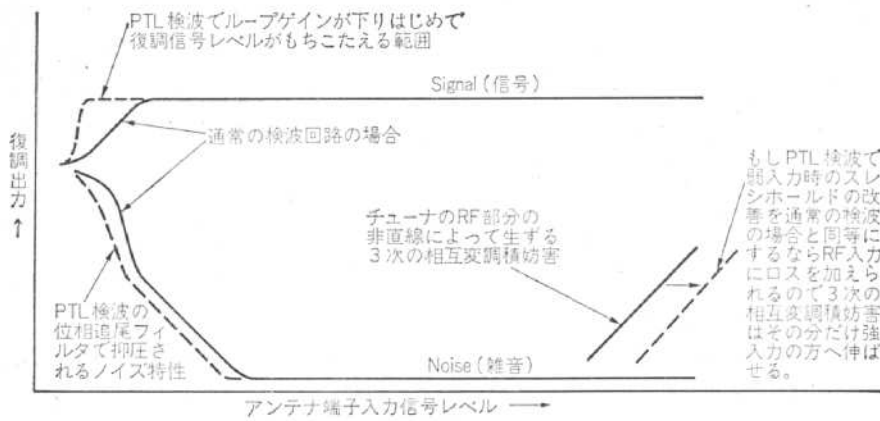 PTL検波でループゲインが下りはじめて
復調信号レベルがもちこたえる範囲
Signal(信号)
通常の検波回路の場合
復調出力→
チューナのRF部分の
非直線によって生ずる
3次の相互変調積妨害
もしPTL検波で
弱入力時のスレ
シホールドの改
善を通常の検波
の場合と同等に
するならRF入力
にロスを加えら
れるので3次の
相互変調積妨害
はその分だけ強
入力の方へ伸ば
せる。
PTL検波の
位相追尾フィ
ルタで抑圧さ
れるノイズ特性
Noise(雑音)
アンテナ端子入力信号レベル→